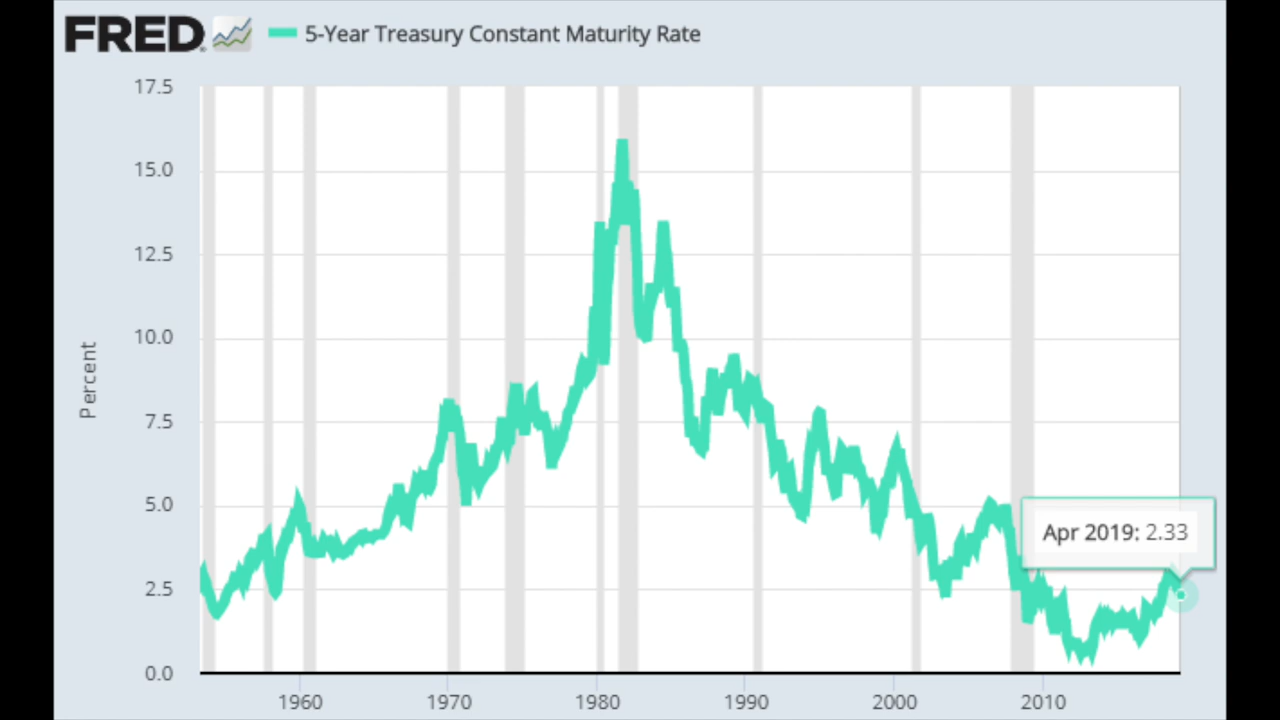 FRED 5-Year Treasury Constant Maturity Rate
17.5
15.0
12.5
10.0
7.5
5.0
2.5
0.0
Percent
Apr 2019: 2.33
1960 1970 1980 1990 2000 2010